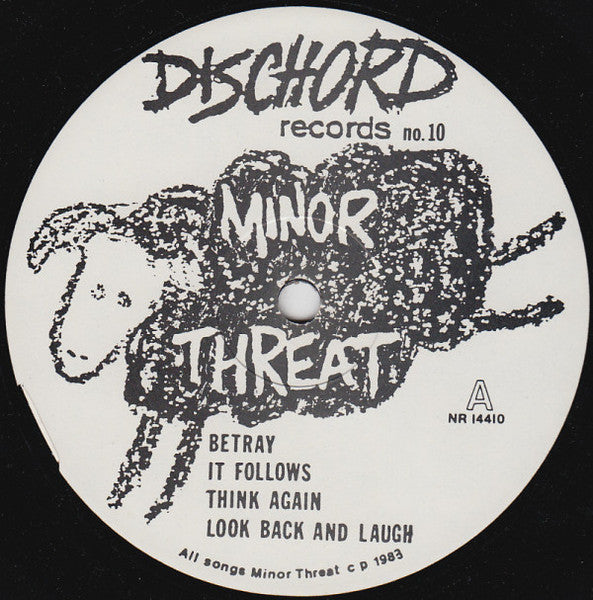 DISCHORD
records no.10
MINOR
THREAT
A
NR 14410
BETRAY
IT FOLLOWS
THINK AGAIN
LOOK BACK AND LAUGH
All songs Minor Threat c p 1983